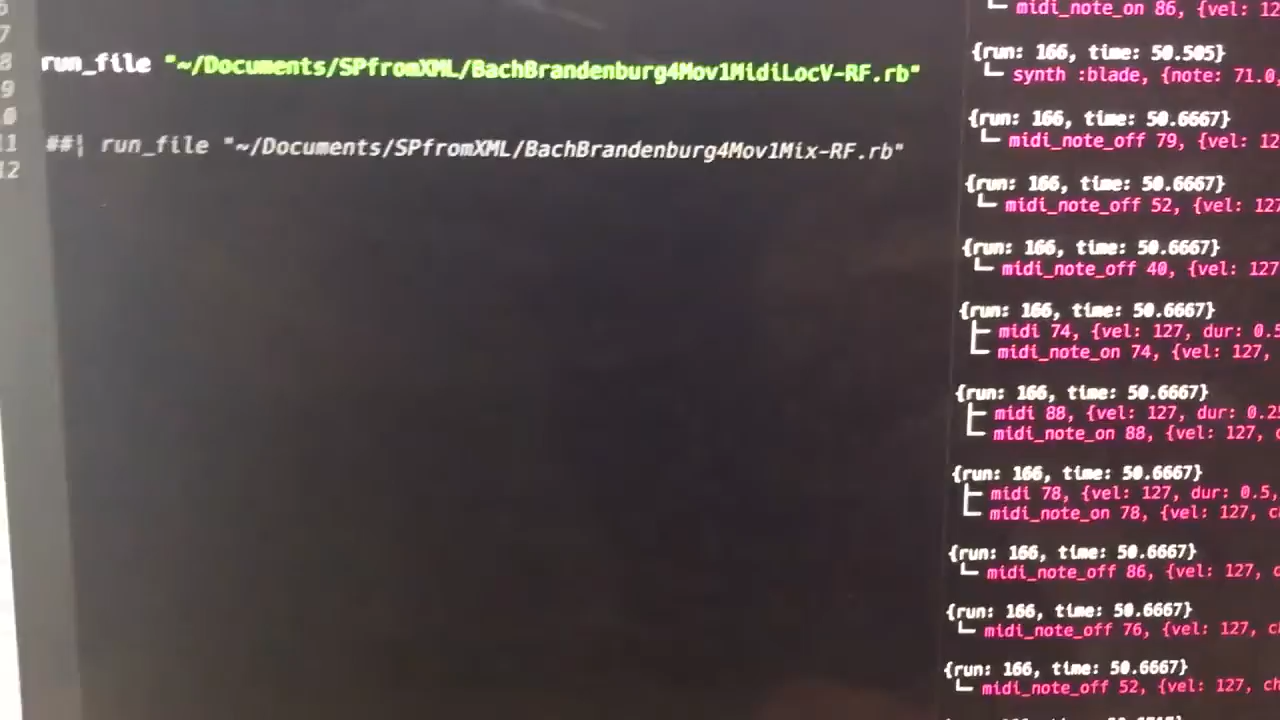 7
8
run_file "~/Documents/SPfromXML/BachBrandenburg4Mov1MidiLocV-RF.rb"
9
0
11
##| run_file "~/Documents/SPfromXML/BachBrandenburg4Mov1Mix-RF.rb"
12
midi_note_on 86, {vel: 12
{run: 166, time: 50.505}
synth :blade, {note: 71.0,
{run: 166, time: 50.6667}
midi_note_off 79, {vel: 12
{run: 166, time: 50.6667}
midi_note_off 52, {vel: 127
{run: 166, time: 50.6667}
midi_note_off 40, {vel: 127
{run: 166, time: 50.6667}
midi 74, {vel: 127, dur: 0.5
midi_note_on 74, {vel: 127,
{run: 166, time: 50.6667}
midi 88, {vel: 127, dur: 0.25
midi_note_on 88, {vel: 127, c
{run: 166, time: 50.6667}
midi 78, {vel: 127, dur: 0.5,
midi_note_on 78, {vel: 127, c
{run: 166, time: 50.6667}
midi_note_off 86, {vel: 127, c
{run: 166, time: 50.6667}
midi_note_off 76, {vel: 127, c
{run: 166, time: 50.6667}
midi_note_off 52, {vel: 127, ch